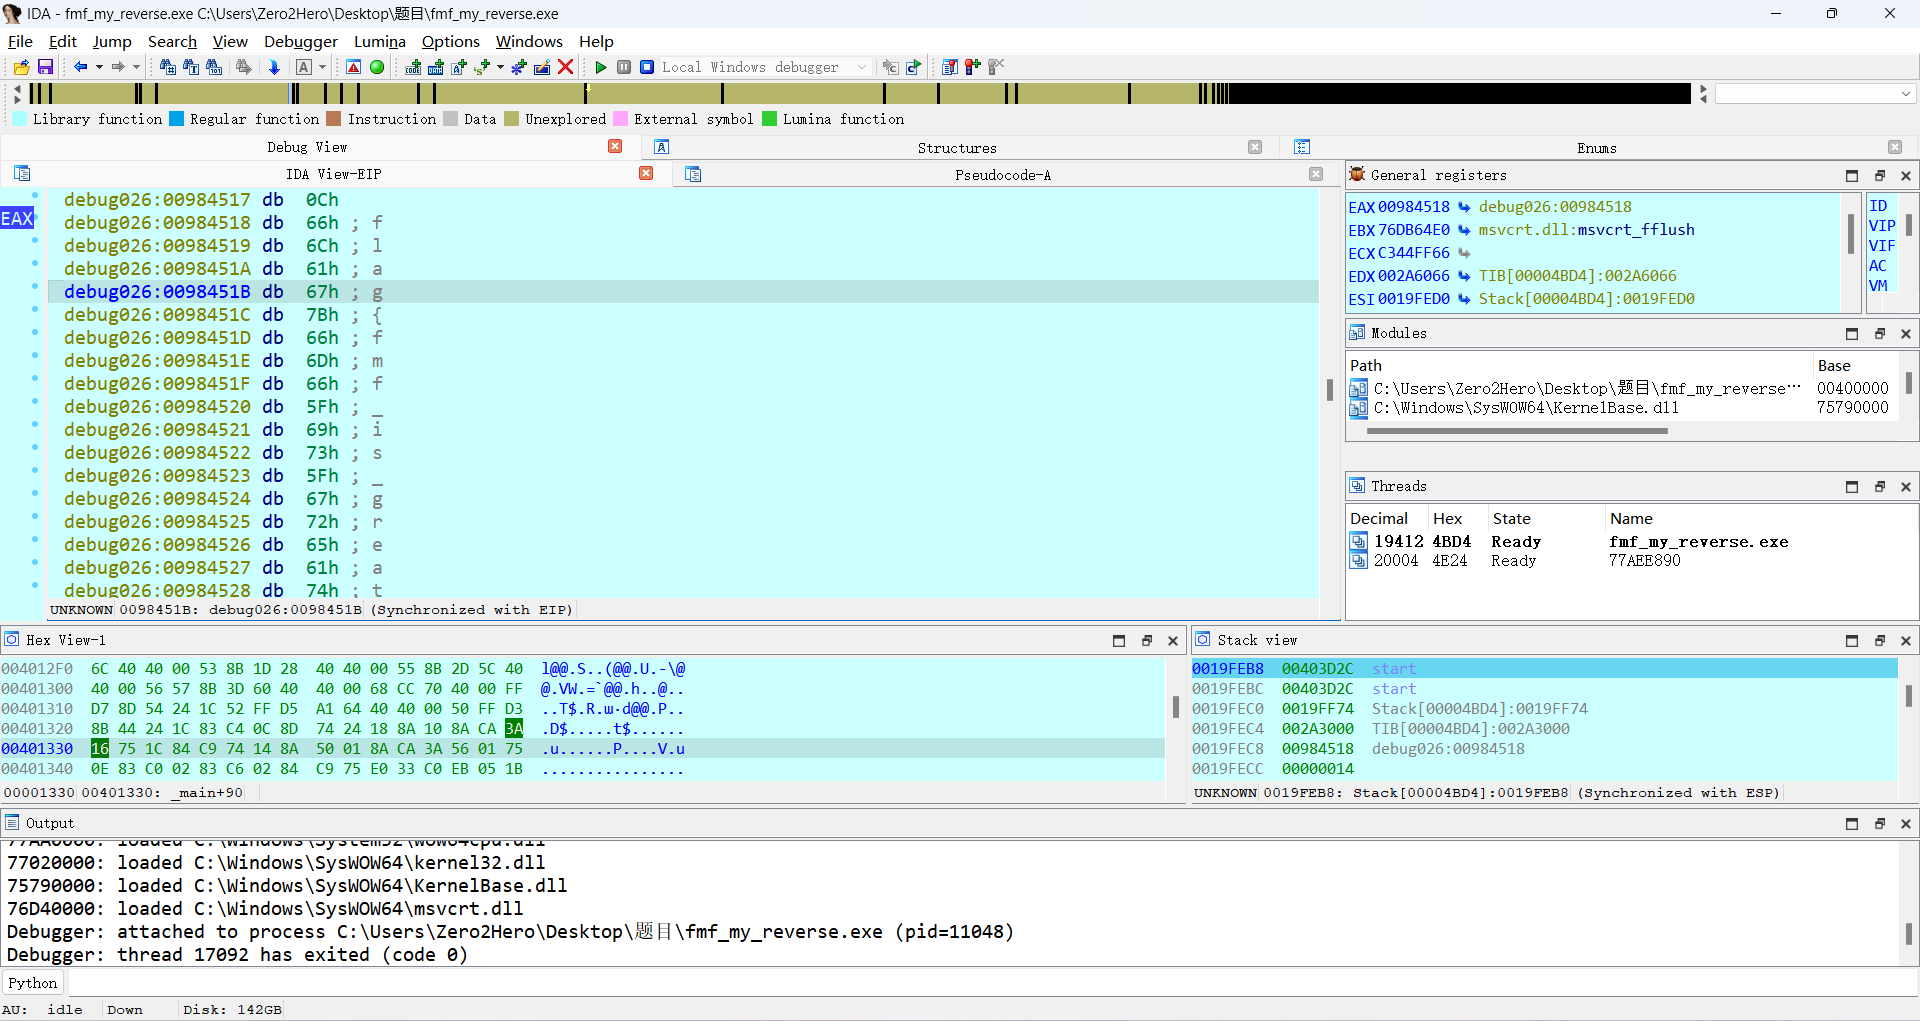 IDA - fmf_my_reverse.exe C:\Users\Zero2Hero\Desktop\题目\fmf_my_reverse.exe
File Edit Jump Search View Debugger Lumina Options Windows Help
Local Windows debugger
Library function Regular function Instruction Data Unexplored External symbol Lumina function
Debug View Structures Enums
IDA View-EIP Pseudocode-A
debug026:00984517 db 0Ch
EAX
debug026:00984518 db 66h ; f
debug026:00984519 db 6Ch ; l
debug026:0098451A db 61h ; a
debug026:0098451B db 67h ; g
debug026:0098451C db 7Bh ; {
debug026:0098451D db 66h ; f
debug026:0098451E db 6Dh ; m
debug026:0098451F db 66h ; f
debug026:00984520 db 5Fh ; _
debug026:00984521 db 69h ; i
debug026:00984522 db 73h ; s
debug026:00984523 db 5Fh ; _
debug026:00984524 db 67h ; g
debug026:00984525 db 72h ; r
debug026:00984526 db 65h ; e
debug026:00984527 db 61h ; a
debug026:00984528 db 74h ; t
UNKNOWN 0098451B: debug026:0098451B (Synchronized with EIP)
General registers
EAX 00984518 debug026:00984518
EBX 76DB64E0 msvcrt.dll:msvcrt_fflush
ECX C344FF66
EDX 002A6066 TIB[00004BD4]:002A6066
ESI 0019FED0 Stack[00004BD4]:0019FED0
ID
VIP
VIF
AC
VM
Modules
Path Base
C:\Users\Zero2Hero\Desktop\题目\fmf_my_reverse… 00400000
C:\Windows\SysWOW64\KernelBase.dll 75790000
Threads
Decimal Hex State Name
19412 4BD4 Ready fmf_my_reverse.exe
20004 4E24 Ready 77AEE890
Hex View-1
004012F0 6C 40 40 00 53 8B 1D 28 40 40 00 55 8B 2D 5C 40 l@@.S..(@@.U.-\@
00401300 40 00 56 57 8B 3D 60 40 40 00 68 CC 70 40 00 FF @.VW.=`@@.h..@..
00401310 D7 8D 54 24 1C 52 FF D5 A1 64 40 40 00 50 FF D3 ..T$.R.ա.d@@.P..
00401320 8B 44 24 1C 83 C4 0C 8D 74 24 18 8A 10 8A CA 3A .D$.....t$......
00401330 16 75 1C 84 C9 74 14 8A 50 01 8A CA 3A 56 01 75 .u......P....V.u
00401340 0E 83 C0 02 83 C6 02 84 C9 75 E0 33 C0 EB 05 1B ................
00001330 00401330: _main+90
Stack view
0019FEB8 00403D2C start
0019FEBC 00403D2C start
0019FEC0 0019FF74 Stack[00004BD4]:0019FF74
0019FEC4 002A3000 TIB[00004BD4]:002A3000
0019FEC8 00984518 debug026:00984518
0019FECC 00000014
UNKNOWN 0019FEB8: Stack[00004BD4]:0019FEB8 (Synchronized with ESP)
Output
77AA0000: loaded C:\Windows\System32\wow64cpu.dll
77020000: loaded C:\Windows\SysWOW64\kernel32.dll
75790000: loaded C:\Windows\SysWOW64\KernelBase.dll
76D40000: loaded C:\Windows\SysWOW64\msvcrt.dll
Debugger: attached to process C:\Users\Zero2Hero\Desktop\题目\fmf_my_reverse.exe (pid=11048)
Debugger: thread 17092 has exited (code 0)
Python
AU: idle Down Disk: 142GB